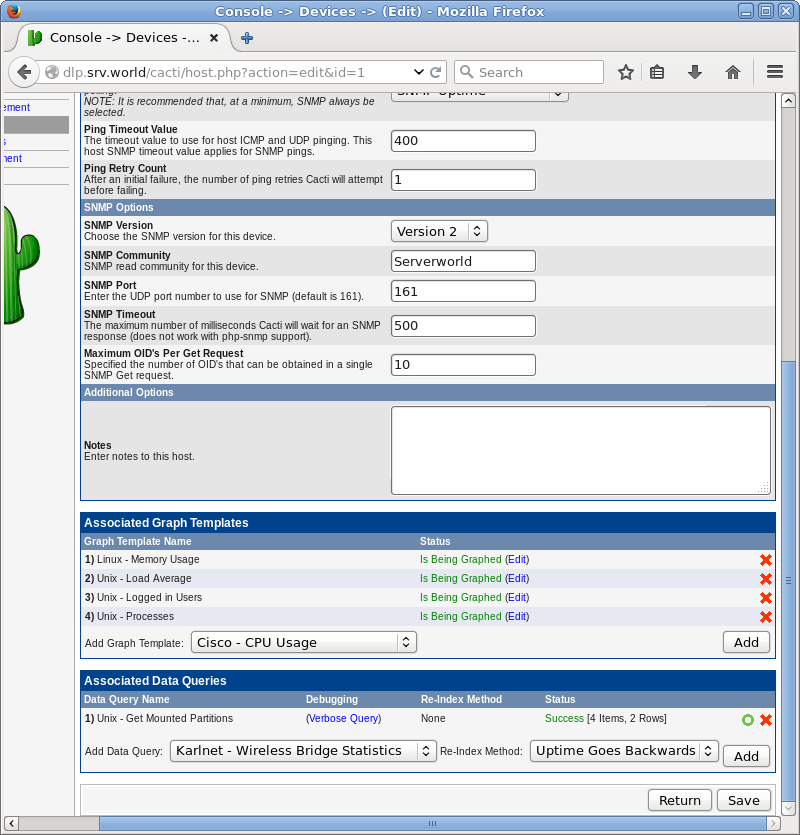 Console -> Devices -> (Edit) - Mozilla Firefox
Console -> Devices -...
dlp.srv.world/cacti/host.php?action=edit&id=1
Search
ement
s
ment
NOTE: It is recommended that, at a minimum, SNMP always be
selected.
Ping Timeout Value
The timeout value to use for host ICMP and UDP pinging. This
host SNMP timeout value applies for SNMP pings.
400
Ping Retry Count
After an initial failure, the number of ping retries Cacti will attempt
before failing.
1
SNMP Options
SNMP Version
Choose the SNMP version for this device.
Version 2
SNMP Community
SNMP read community for this device.
Serverworld
SNMP Port
Enter the UDP port number to use for SNMP (default is 161).
161
SNMP Timeout
The maximum number of milliseconds Cacti will wait for an SNMP
response (does not work with php-snmp support).
500
Maximum OID's Per Get Request
Specified the number of OID's that can be obtained in a single
SNMP Get request.
10
Additional Options
Notes
Enter notes to this host.
Associated Graph Templates
Graph Template Name Status
1) Linux - Memory Usage Is Being Graphed (Edit)
2) Unix - Load Average Is Being Graphed (Edit)
3) Unix - Logged in Users Is Being Graphed (Edit)
4) Unix - Processes Is Being Graphed (Edit)
Add Graph Template: Cisco - CPU Usage Add
Associated Data Queries
Data Query Name Debugging Re-Index Method Status
1) Unix - Get Mounted Partitions (Verbose Query) None Success [4 Items, 2 Rows]
Add Data Query: Karlnet - Wireless Bridge Statistics Re-Index Method: Uptime Goes Backwards Add
Return Save